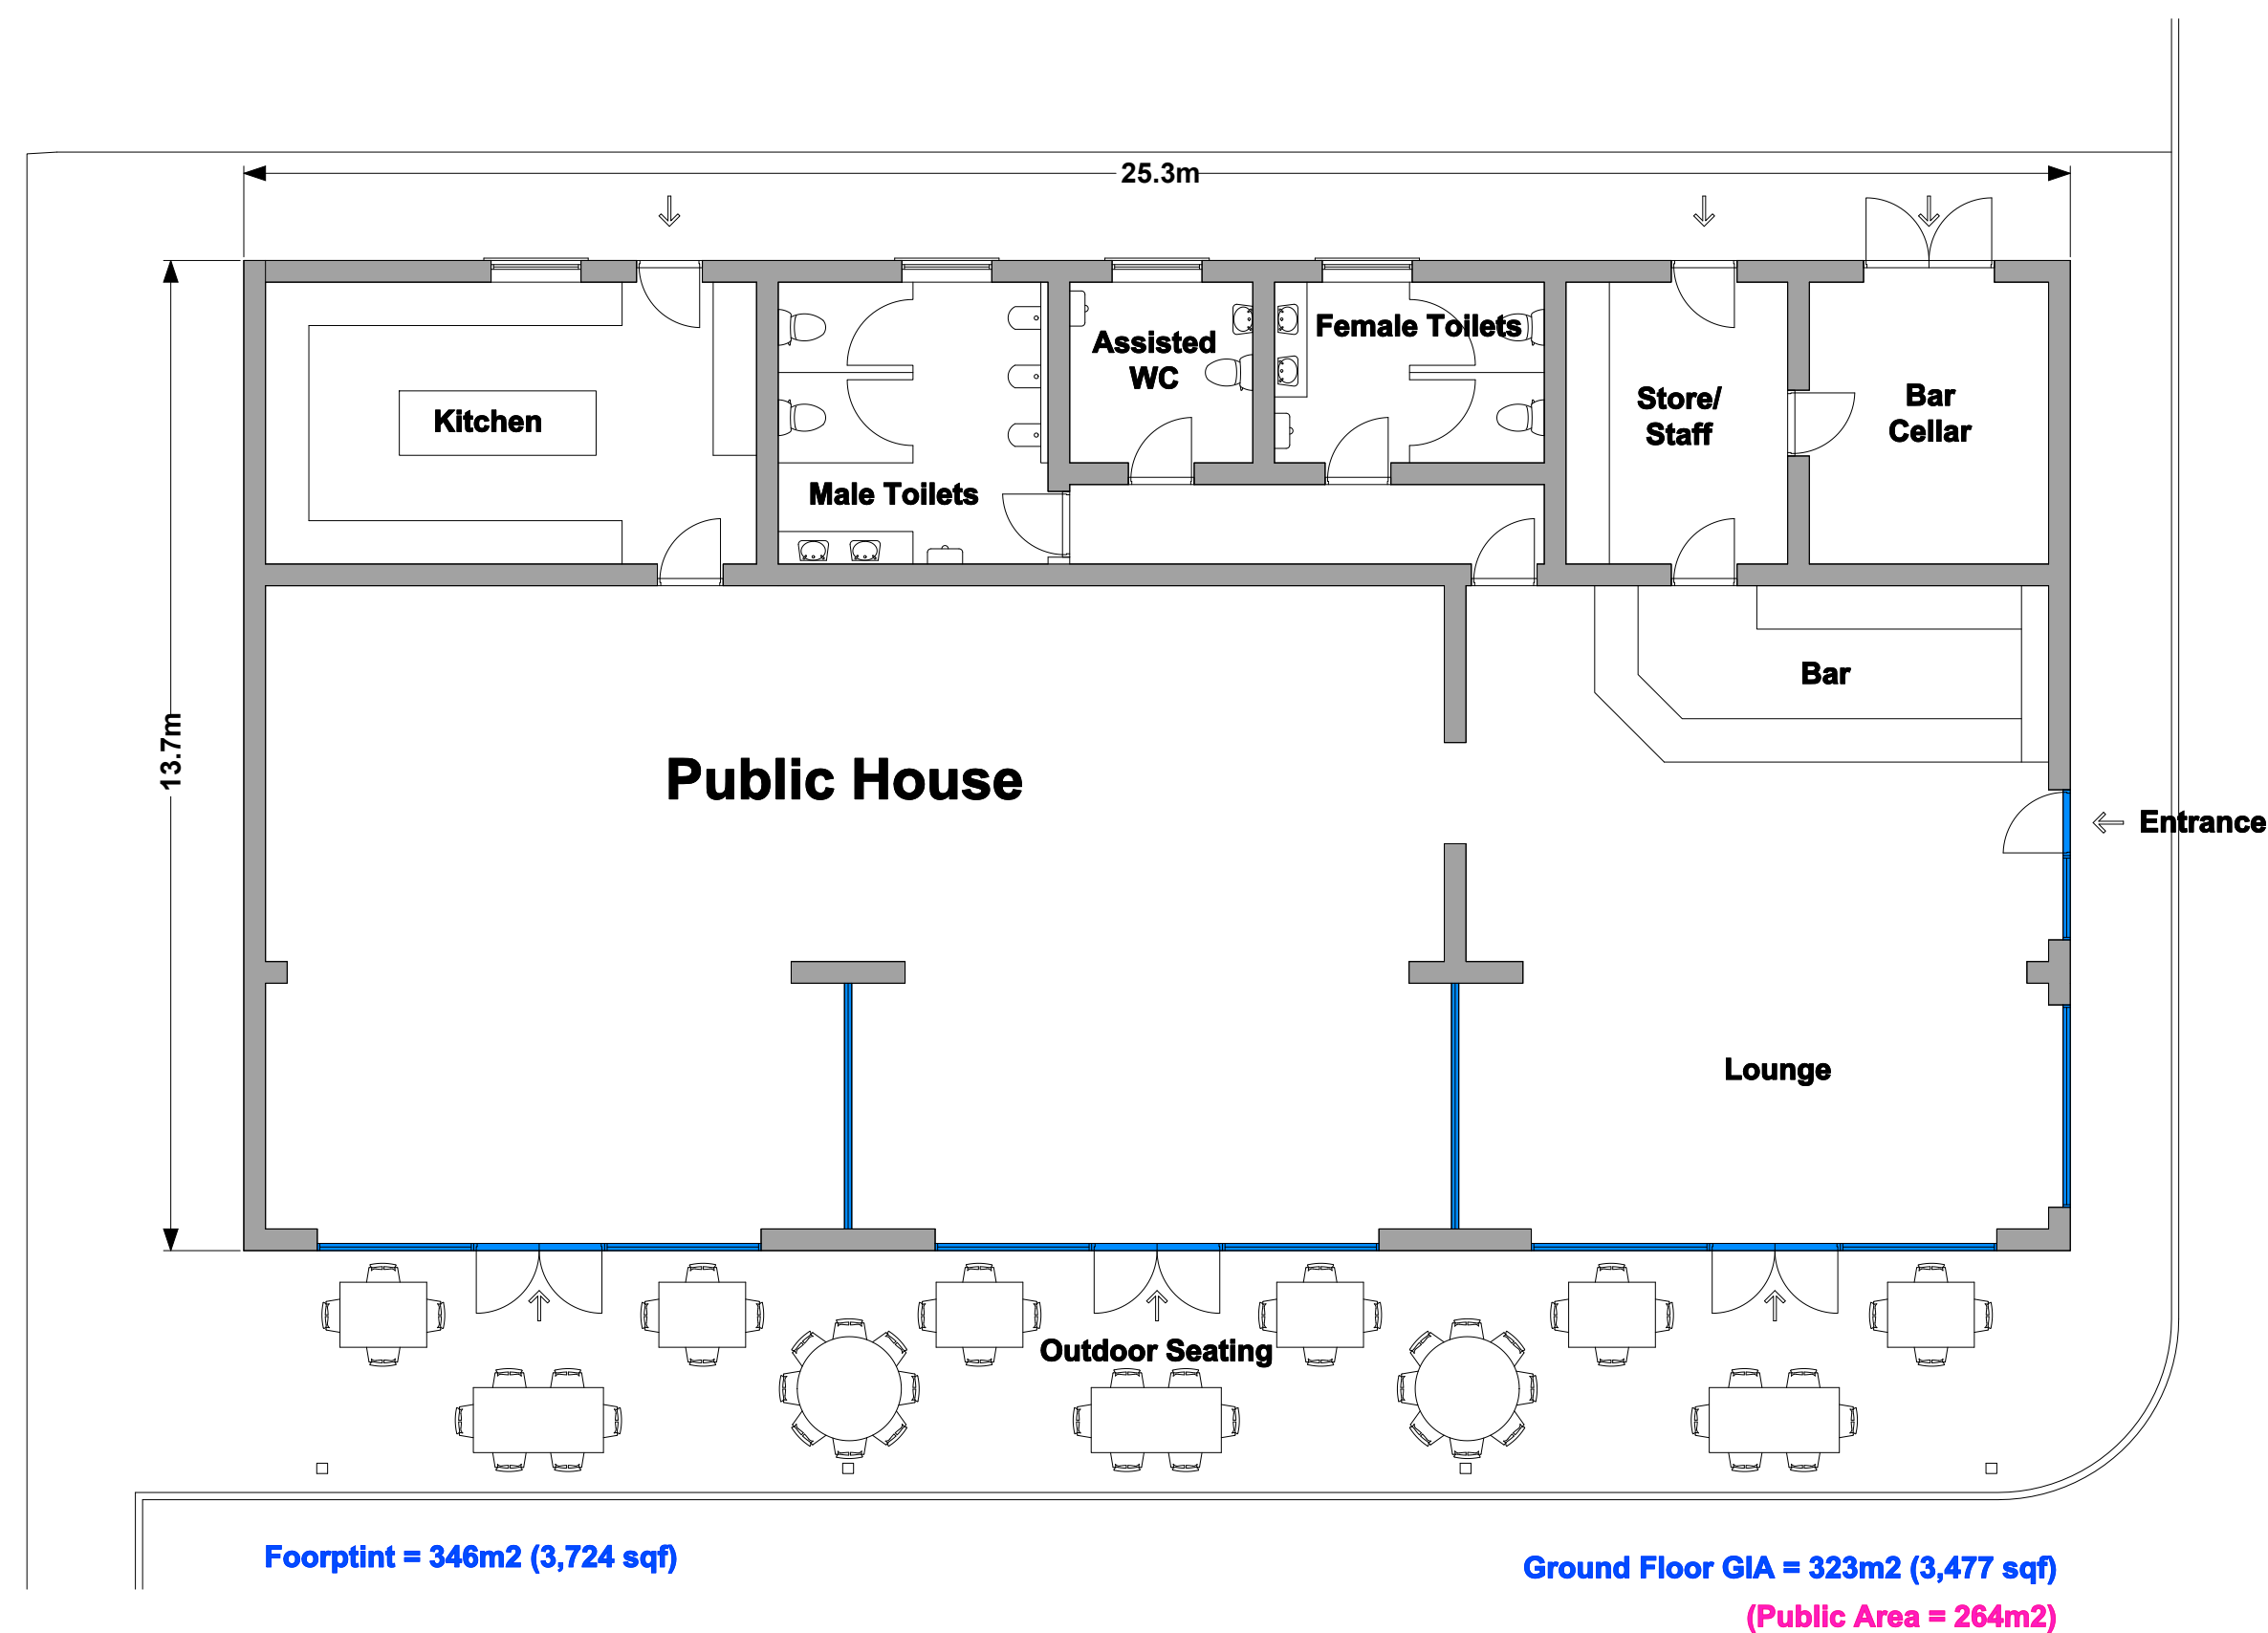 25.3m
Assisted
WC
Female Toilets
Kitchen
Store/
Staff
Bar
Cellar
Male Toilets
Bar
13.7m
Public House
Entrance
Lounge
Outdoor Seating
Foorptint = 346m2 (3,724 sqf)
Ground Floor GIA = 323m2 (3,477 sqf)
(Public Area = 264m2)